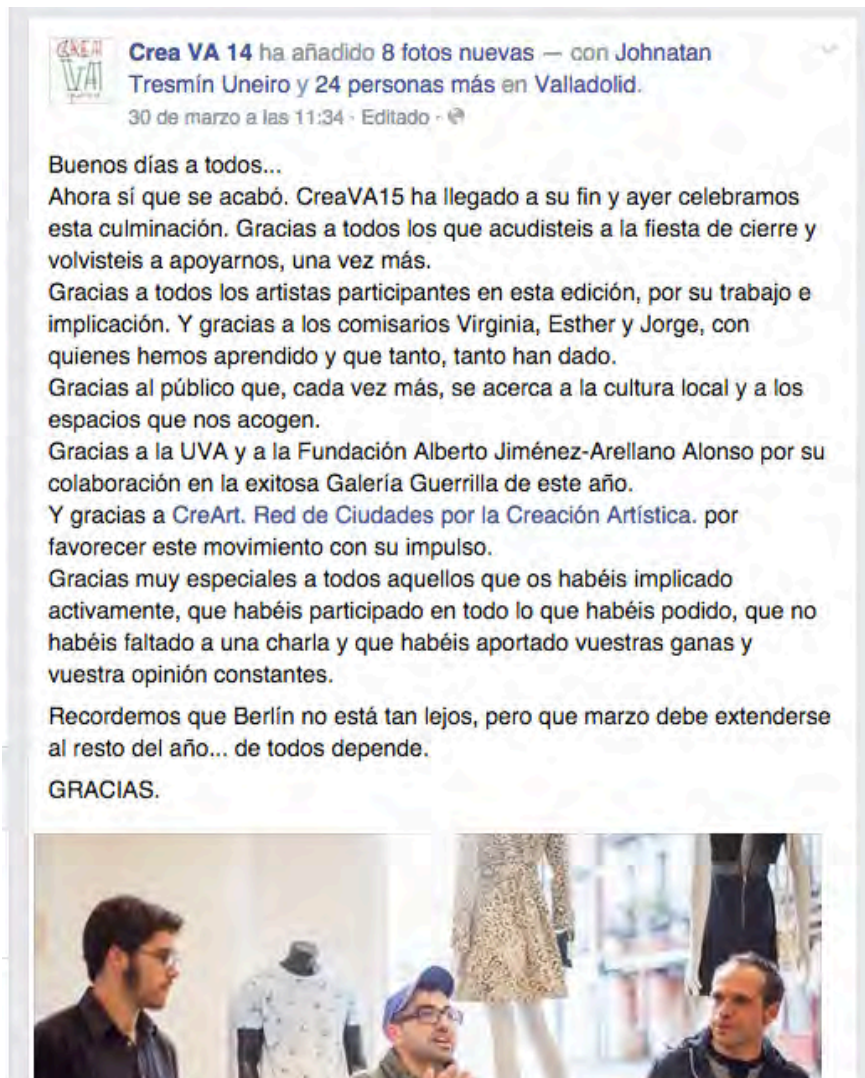 CREA
VA
Crea VA 14 ha añadido 8 fotos nuevas — con Johnatan
Tresmín Uneiro y 24 personas más en Valladolid.
30 de marzo a las 11:34 · Editado ·
Buenos días a todos...
Ahora sí que se acabó. CreaVA15 ha llegado a su fin y ayer celebramos
esta culminación. Gracias a todos los que acudisteis a la fiesta de cierre y
volvisteis a apoyarnos, una vez más.
Gracias a todos los artistas participantes en esta edición, por su trabajo e
implicación. Y gracias a los comisarios Virginia, Esther y Jorge, con
quienes hemos aprendido y que tanto, tanto han dado.
Gracias al público que, cada vez más, se acerca a la cultura local y a los
espacios que nos acogen.
Gracias a la UVA y a la Fundación Alberto Jiménez-Arellano Alonso por su
colaboración en la exitosa Galería Guerrilla de este año.
Y gracias a CreArt. Red de Ciudades por la Creación Artística. por
favorecer este movimiento con su impulso.
Gracias muy especiales a todos aquellos que os habéis implicado
activamente, que habéis participado en todo lo que habéis podido, que no
habéis faltado a una charla y que habéis aportado vuestras ganas y
vuestra opinión constantes.
Recordemos que Berlín no está tan lejos, pero que marzo debe extenderse
al resto del año... de todos depende.
GRACIAS.